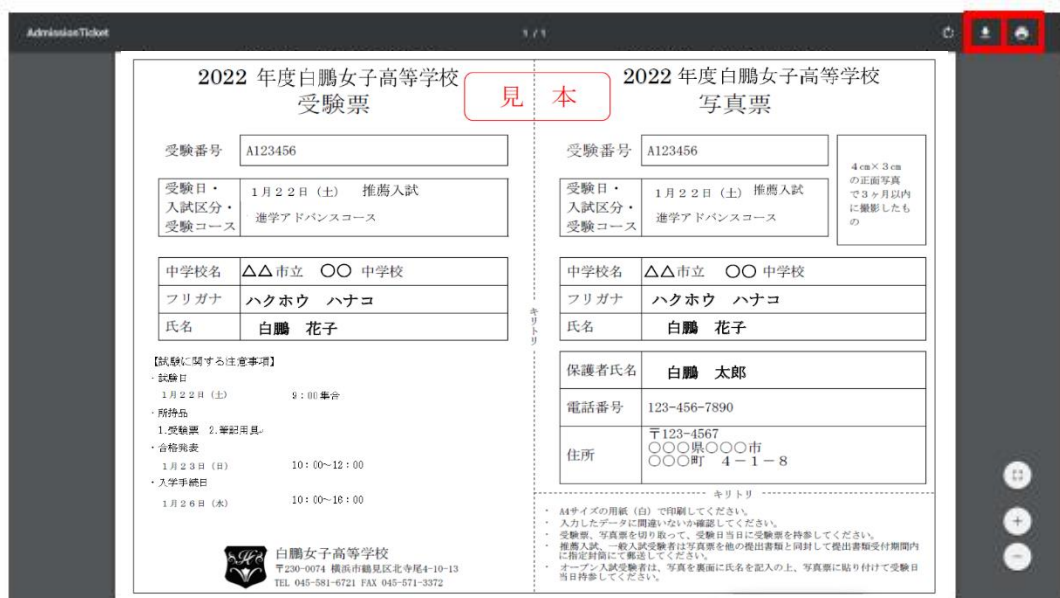 AdmissionTicket
1 / 1
2022 年度白鵬女子高等学校
受験票
見 本
受験番号 A123456
受験日・
入試区分・
受験コース
1月22日（土） 推薦入試
進学アドバンスコース
中学校名 △△市立 〇〇 中学校
フリガナ ハクホウ ハナコ
氏名 白鵬 花子
【試験に関する注意事項】
・試験日
1月22日（土） 9：00集合
・所持品
1.受験票 2.筆記用具
・合格発表
1月23日（日） 10：00~12：00
・入学手続日
1月26日（水） 10：00~16：00
白鵬女子高等学校
〒230-0074 横浜市鶴見区北寺尾4-10-13
TEL 045-581-6721 FAX 045-571-3372
キリトリ
2022 年度白鵬女子高等学校
写真票
受験番号 A123456
4㎝×3㎝
の正面写真
で3ヶ月以内
に撮影したも
の
受験日・
入試区分・
受験コース
1月22日（土） 推薦入試
進学アドバンスコース
中学校名 △△市立 〇〇 中学校
フリガナ ハクホウ ハナコ
氏名 白鵬 花子
保護者氏名 白鵬 太郎
電話番号 123-456-7890
住所
〒123-4567
〇〇〇県〇〇〇市
〇〇〇町 4－1－8
キリトリ
・ A4サイズの用紙（白）で印刷してください。
・ 入力したデータに間違いないか確認してください。
・ 受験票、写真票を切り取って、受験日当日に受験票を持参してください。
・ 推薦入試、一般入試受験者は写真票を他の提出書類と同封して提出書類受付期間内
に指定封筒にて郵送してください。
・ オープン入試受験者は、写真を裏面に氏名を記入の上、写真票に貼り付けて受験日
当日持参してください。